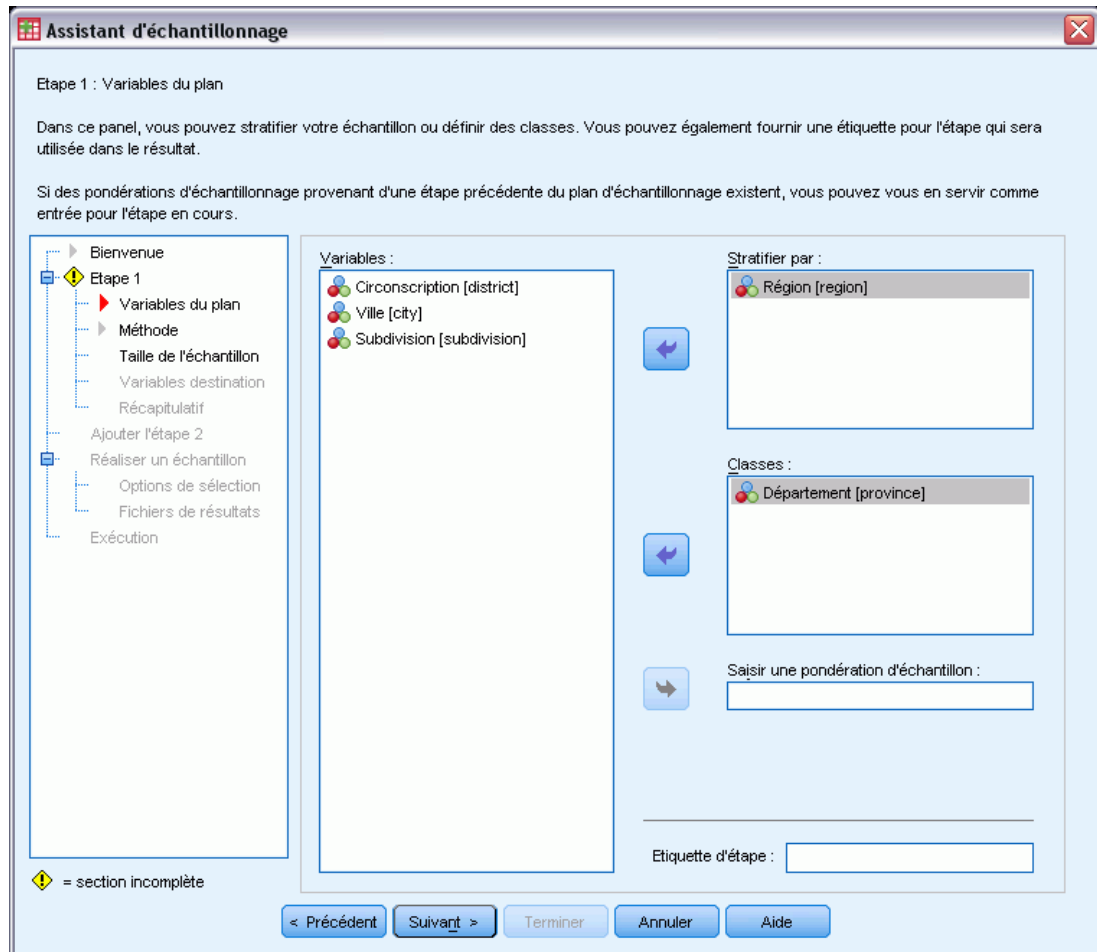 Assistant d'échantillonnage
Etape 1 : Variables du plan
Dans ce panel, vous pouvez stratifier votre échantillon ou définir des classes. Vous pouvez également fournir une étiquette pour l'étape qui sera
utilisée dans le résultat.
Si des pondérations d'échantillonnage provenant d'une étape précédente du plan d'échantillonnage existent, vous pouvez vous en servir comme
entrée pour l'étape en cours.
Bienvenue
Etape 1
Variables du plan
Méthode
Taille de l'échantillon
Variables destination
Récapitulatif
Ajouter l'étape 2
Réaliser un échantillon
Options de sélection
Fichiers de résultats
Exécution
= section incomplète
Variables :
Circonscription [district]
Ville [city]
Subdivision [subdivision]
Stratifier par :
Région [region]
Classes :
Département [province]
Saisir une pondération d'échantillon :
Etiquette d'étape :
< Précédent
Suivant >
Terminer
Annuler
Aide